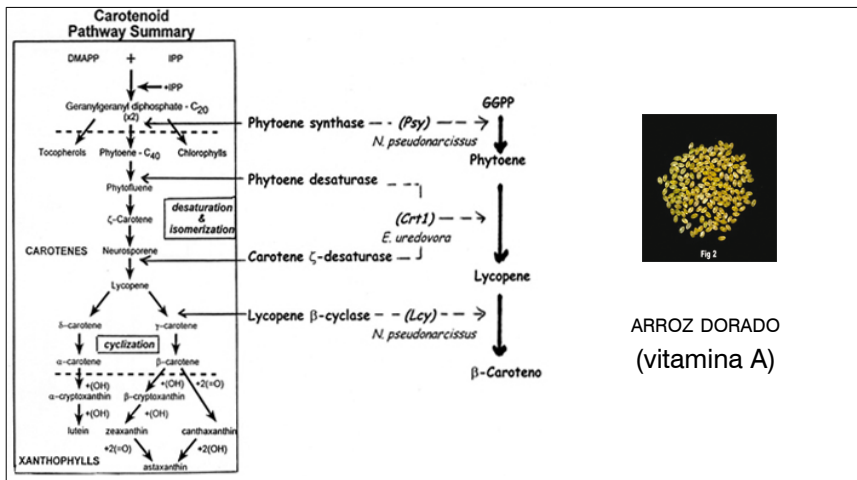 Carotenoid
Pathway Summary
DMAPP + IPP
+IPP
Geranylgeranyl diphosphate - C20
(x2)
Tocopherols Phytoene - C40 Chlorophylls
Phytofluene
desaturation
&
isomerization
ζ-Carotene
CAROTENES
Neurosporene
Lycopene
δ-carotene γ-carotene
cyclization
α-carotene β-carotene
+(OH) +(OH) +2(=O)
α-cryptoxanthin β-cryptoxanthin
+(OH) +(OH)
lutein zeaxanthin canthaxanthin
+2(=O) +2(OH)
XANTHOPHYLLS
astaxanthin
Phytoene synthase (Psy)
N. pseudonarcissus
Phytoene desaturase
(Crt1)
E. uredovora
Carotene ζ-desaturase
Lycopene β-cyclase (Lcy)
N. pseudonarcissus
GGPP
Phytoene
Lycopene
β-Caroteno
Fig 2
ARROZ DORADO
(vitamina A)